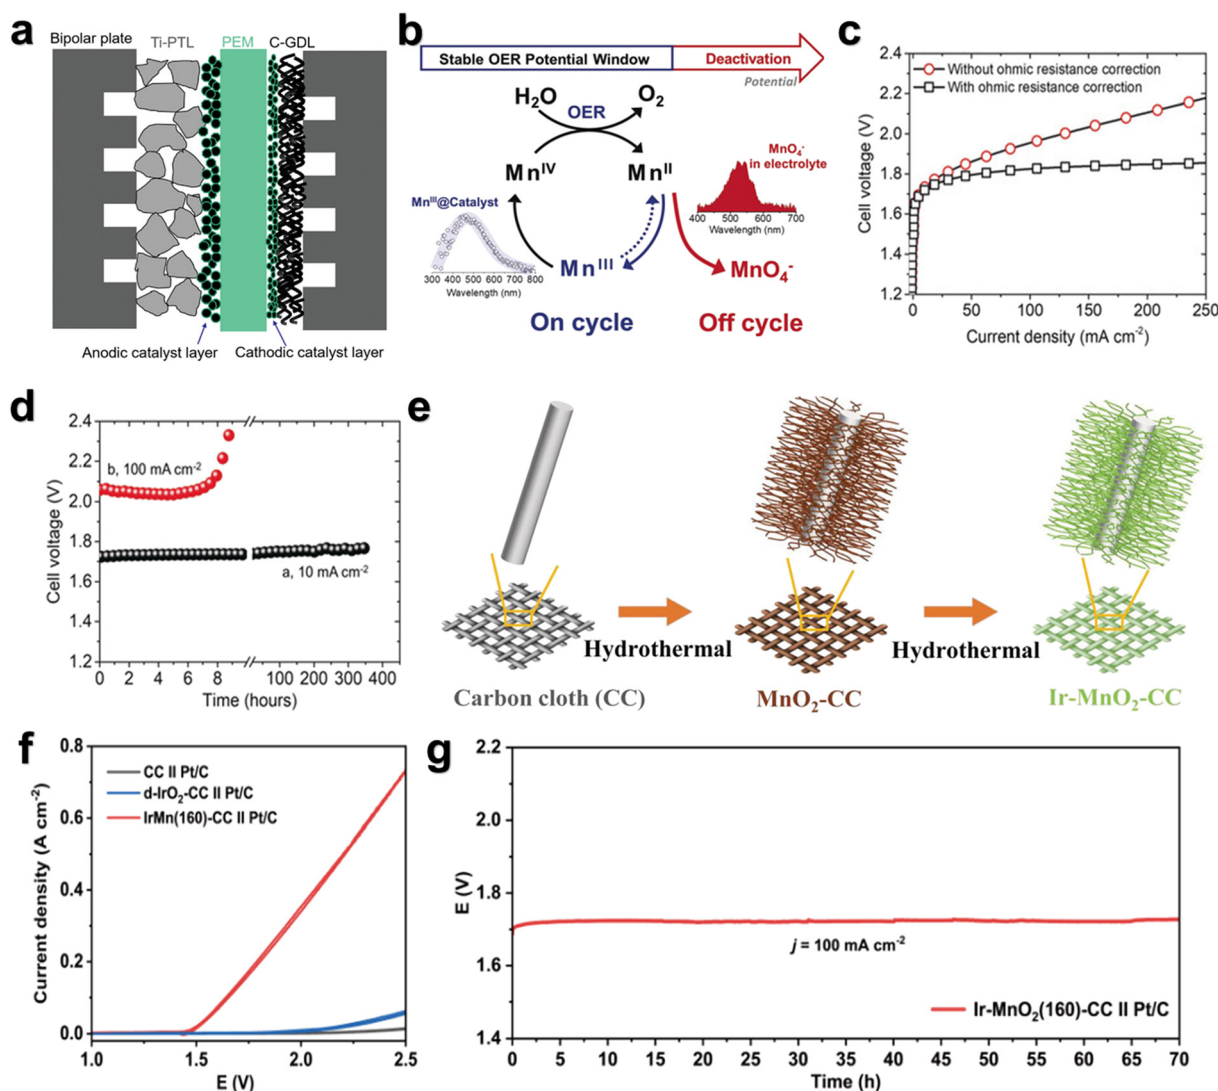 a
Bipolar plate
Ti-PTL
PEM
C-GDL
Anodic catalyst layer
Cathodic catalyst layer
b
Stable OER Potential Window
Deactivation
Potential
H₂O
O₂
OER
Mn^IV
Mn^II
MnO₄⁻
in electrolyte
400 500 600 700
Wavelength (nm)
Mn^III@Catalyst
300 400 500 600 700 800
Wavelength (nm)
Mn^III
MnO₄⁻
On cycle
Off cycle
c
Without ohmic resistance correction
With ohmic resistance correction
Cell voltage (V)
2.4
2.2
2.0
1.8
1.6
1.4
1.2
0 50 100 150 200 250
Current density (mA cm⁻²)
d
Cell voltage (V)
2.4
2.2
2.0
1.8
1.6
1.4
1.2
b, 100 mA cm⁻²
a, 10 mA cm⁻²
0 2 4 6 8 100 200 300 400
Time (hours)
e
Hydrothermal
Hydrothermal
Carbon cloth (CC)
MnO₂-CC
Ir-MnO₂-CC
f
CC II Pt/C
d-IrO₂-CC II Pt/C
IrMn(160)-CC II Pt/C
Current density (A cm⁻²)
0.8
0.6
0.4
0.2
0.0
1.0 1.5 2.0 2.5
E (V)
g
E (V)
2.2
2.0
1.8
1.6
1.4
j = 100 mA cm⁻²
Ir-MnO₂(160)-CC II Pt/C
0 5 10 15 20 25 30 35 40 45 50 55 60 65 70
Time (h)